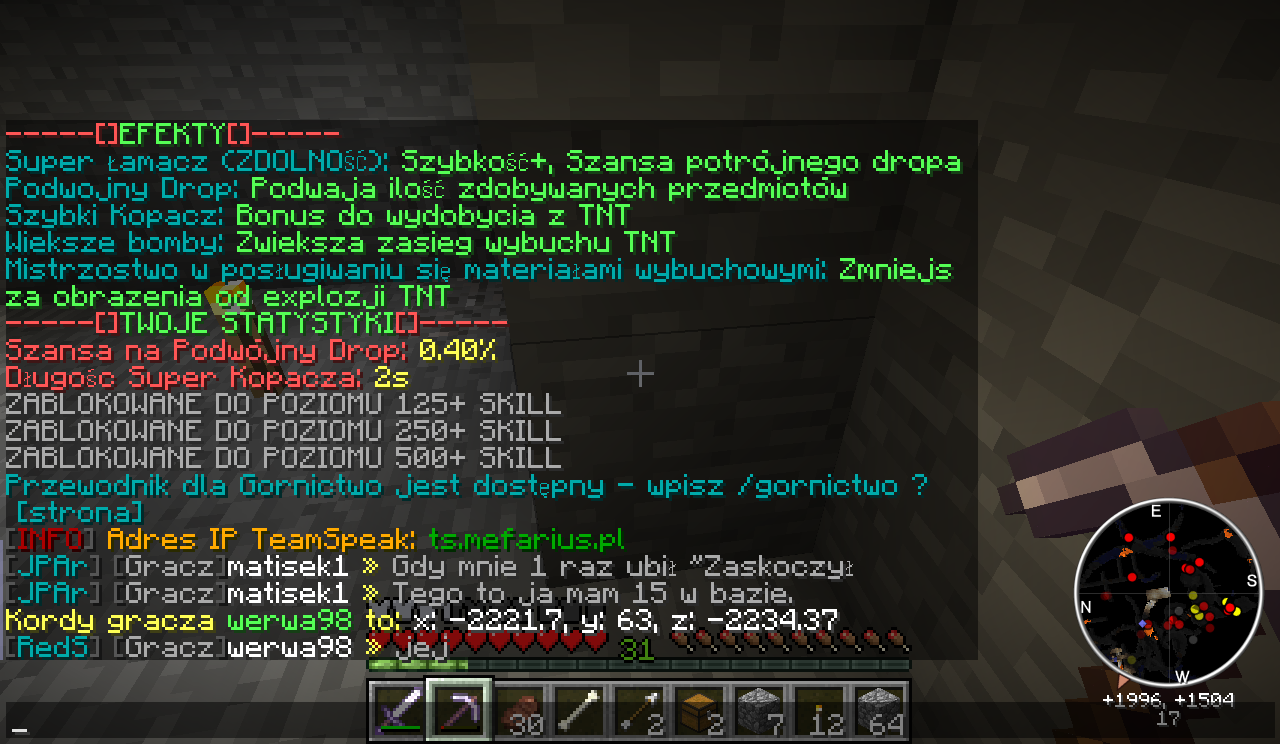 -----[]EFEKTY[]-----
Super Łamacz (ZDOLNOść): Szybkość+, Szansa potrójnego dropa
Podwojny Drop: Podwaja ilość zdobywanych przedmiotów
Szybki Kopacz: Bonus do wydobycia z TNT
Wieksze bomby: Zwieksza zasieg wybuchu TNT
Mistrzostwo w posługiwaniu się materiałami wybuchowymi: Zmniejs
za obrazenia od explozji TNT
-----[]TWOJE STATYSTYKI[]-----
Szansa na Podwojny Drop: 0.40%
Długośc Super Kopacza: 2s
ZABLOKOWANE DO POZIOMU 125+ SKILL
ZABLOKOWANE DO POZIOMU 250+ SKILL
ZABLOKOWANE DO POZIOMU 500+ SKILL
Przewodnik dla Gornictwo jest dostępny - wpisz /gornictwo ?
[strona]
[INFO] Adres IP TeamSpeak: ts.mefarius.pl
[JPAr] [Gracz]matisek1 » Gdy mnie 1 raz ubił "Zaskoczył
[JPAr] [Gracz]matisek1 » Tego to ja mam 15 w bazie.
Kordy gracza werwa98 to: x: -2221.7, y: 63, z: -2234.37
[RedS] [Gracz]werwa98 » jej
31
30 2 2 7 12 64
_
E
S
N
W
+1996, +1504
17